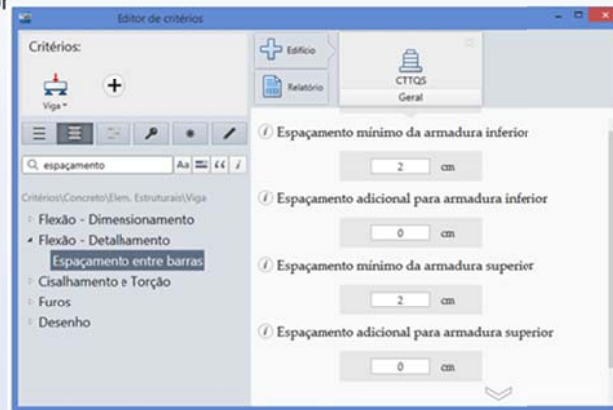 or
Editor de critérios
Critérios:
Viga
Edifício
Relatório
CTTQS
Geral
espaçamento
Aa
i
Critérios\Concreto\Elem. Estruturais\Viga
Flexão - Dimensionamento
Flexão - Detalhamento
Espaçamento entre barras
Cisalhamento e Torção
Furos
Desenho
i Espaçamento mínimo da armadura inferior
2 cm
i Espaçamento adicional para armadura inferior
0 cm
i Espaçamento mínimo da armadura superior
2 cm
i Espaçamento adicional para armadura superior
0 cm